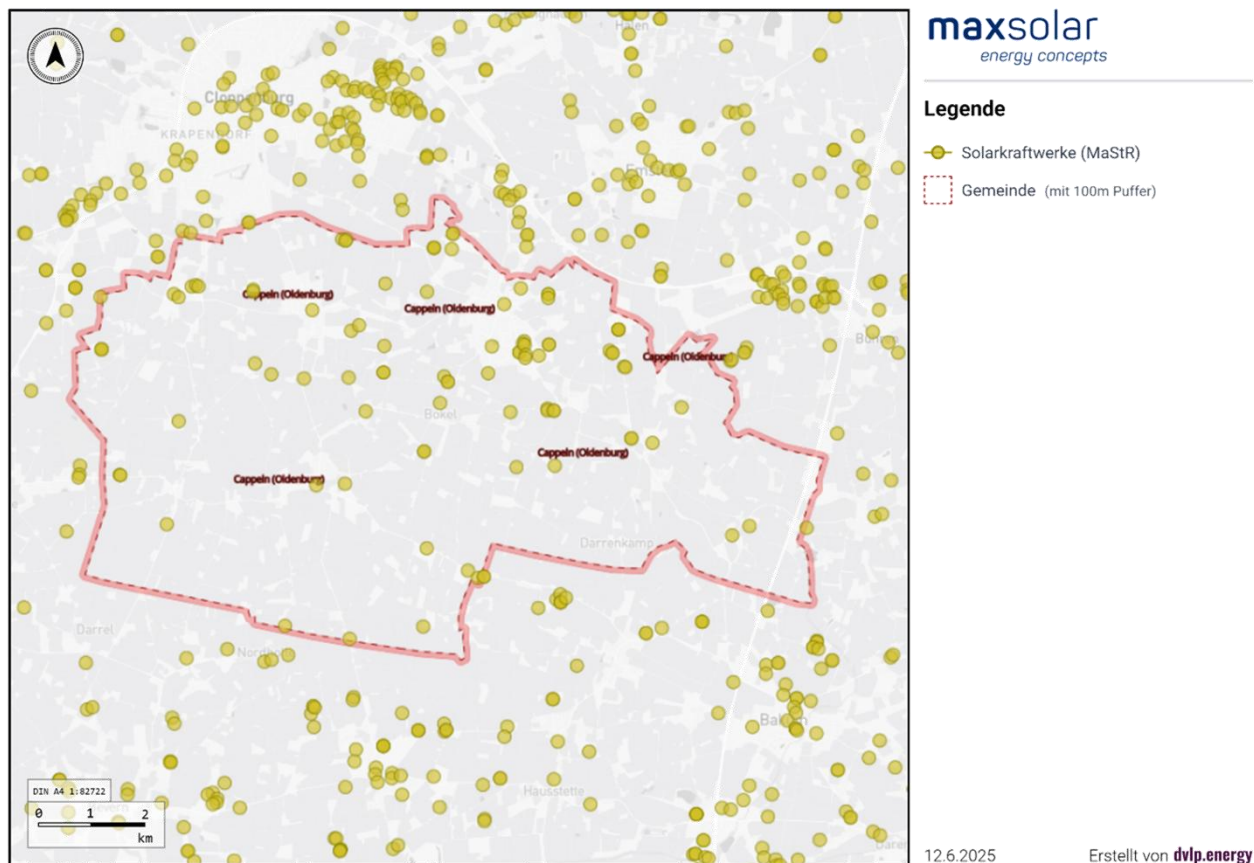 Halen
Cloppenburg
KRAPENDORF
Cappeln (Oldenburg)
Cappeln (Oldenburg)
Cappeln (Oldenburg)
Bokel
Cappeln (Oldenburg)
Cappeln (Oldenburg)
Darrenkamp
Darrel
Hausstette
DIN A4 1:82722
0 1 2
km
maxsolar
energy concepts
Legende
Solarkraftwerke (MaStR)
Gemeinde (mit 100m Puffer)
12.6.2025
Erstellt von dvlp.energy